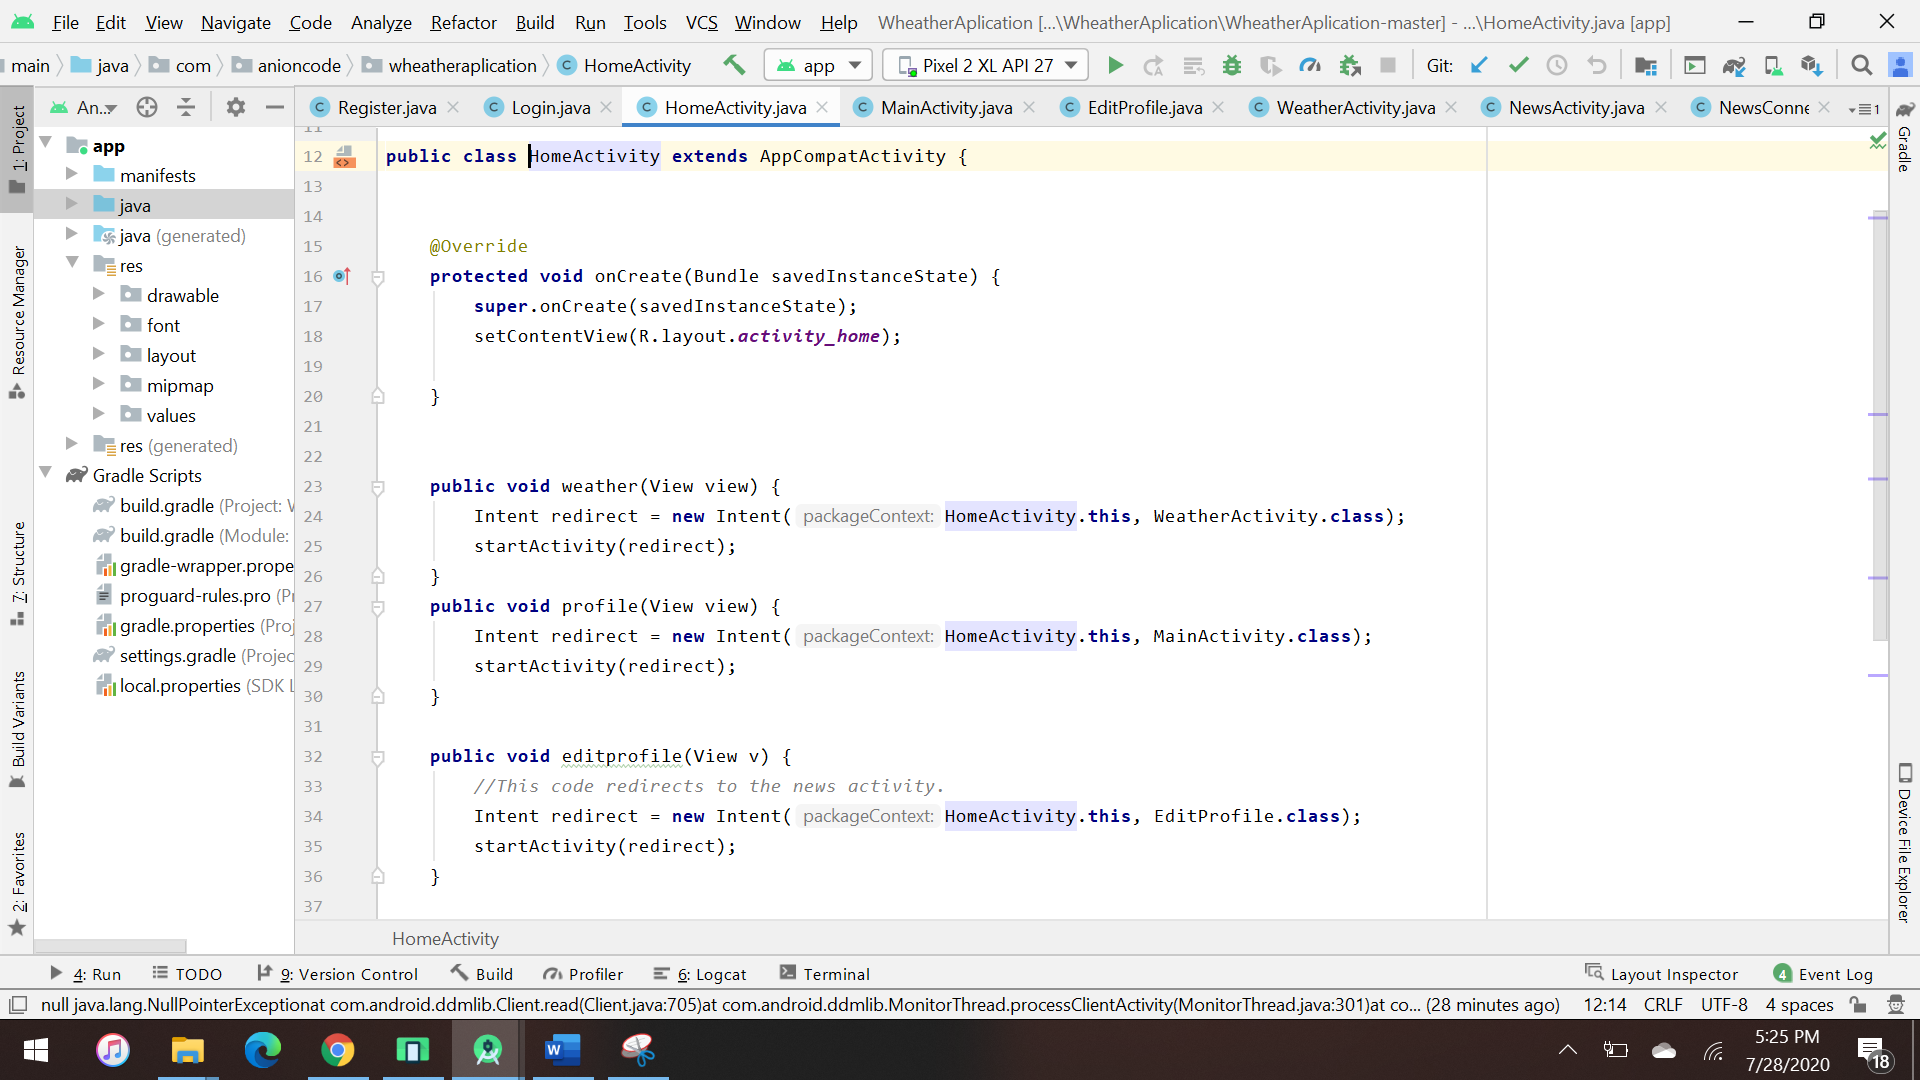 File Edit View Navigate Code Analyze Refactor Build Run Tools VCS Window Help WheatherAplication [...\WheatherAplication\WheatherAplication-master] - ...\HomeActivity.java [app]
main java com anioncode wheatheraplication HomeActivity app Pixel 2 XL API 27 Git:
An... Register.java Login.java HomeActivity.java MainActivity.java EditProfile.java WeatherActivity.java NewsActivity.java NewsConne 1
1: Project
Resource Manager
7: Structure
Build Variants
2: Favorites
app
manifests
java
java (generated)
res
drawable
font
layout
mipmap
values
res (generated)
Gradle Scripts
build.gradle (Project: W
build.gradle (Module:
gradle-wrapper.prope
proguard-rules.pro (Pr
gradle.properties (Proj
settings.gradle (Projec
local.properties (SDK L
11
12 public class HomeActivity extends AppCompatActivity {
13
14
15 @Override
16 protected void onCreate(Bundle savedInstanceState) {
17 super.onCreate(savedInstanceState);
18 setContentView(R.layout.activity_home);
19
20 }
21
22
23 public void weather(View view) {
24 Intent redirect = new Intent( packageContext: HomeActivity.this, WeatherActivity.class);
25 startActivity(redirect);
26 }
27 public void profile(View view) {
28 Intent redirect = new Intent( packageContext: HomeActivity.this, MainActivity.class);
29 startActivity(redirect);
30 }
31
32 public void editprofile(View v) {
33 //This code redirects to the news activity.
34 Intent redirect = new Intent( packageContext: HomeActivity.this, EditProfile.class);
35 startActivity(redirect);
36 }
37
HomeActivity
Gradle
Device File Explorer
4: Run TODO 9: Version Control Build Profiler 6: Logcat Terminal Layout Inspector 4 Event Log
null java.lang.NullPointerExceptionat com.android.ddmlib.Client.read(Client.java:705)at com.android.ddmlib.MonitorThread.processClientActivity(MonitorThread.java:301)at co... (28 minutes ago) 12:14 CRLF UTF-8 4 spaces
W
5:25 PM
7/28/2020
18